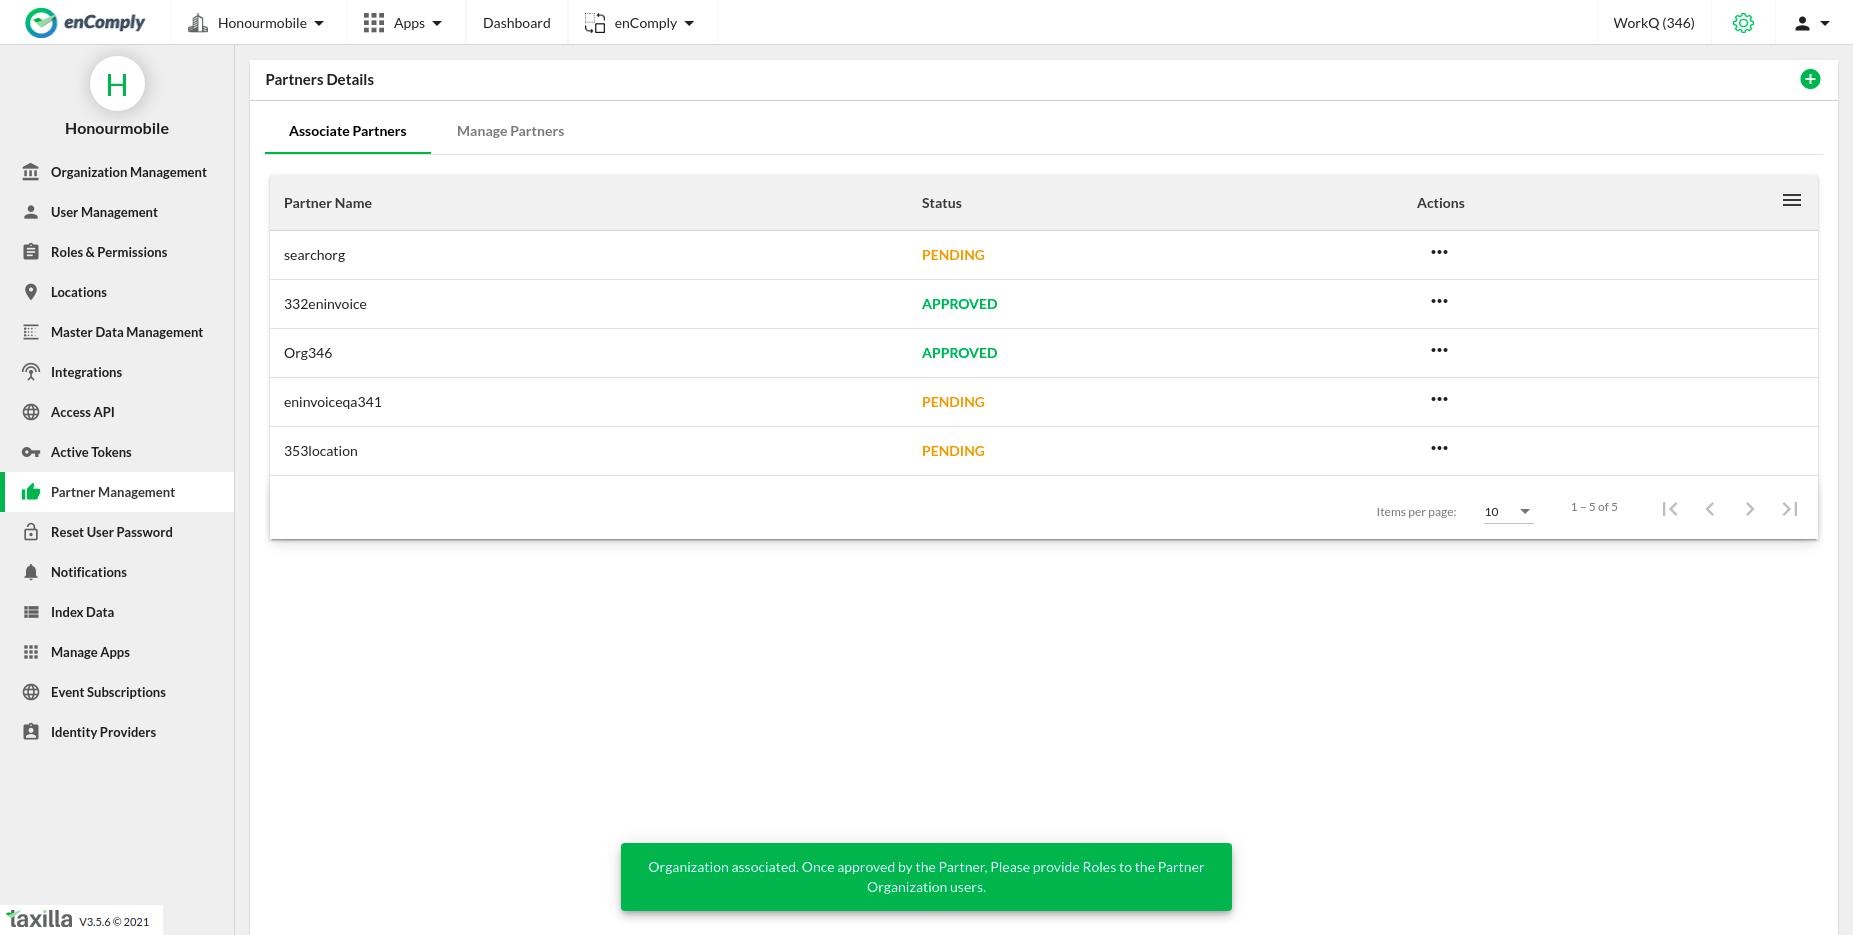 enComply
Honourmobile
Apps
Dashboard
enComply
WorkQ (346)
H
Honourmobile
Organization Management
User Management
Roles & Permissions
Locations
Master Data Management
Integrations
Access API
Active Tokens
Partner Management
Reset User Password
Notifications
Index Data
Manage Apps
Event Subscriptions
Identity Providers
taxilla V3.5.6 © 2021
Partners Details
Associate Partners
Manage Partners
Partner Name Status Actions
searchorg PENDING
332eninvoice APPROVED
Org346 APPROVED
eninvoiceqa341 PENDING
353location PENDING
Items per page: 10 1 – 5 of 5
Organization associated. Once approved by the Partner, Please provide Roles to the Partner
Organization users.